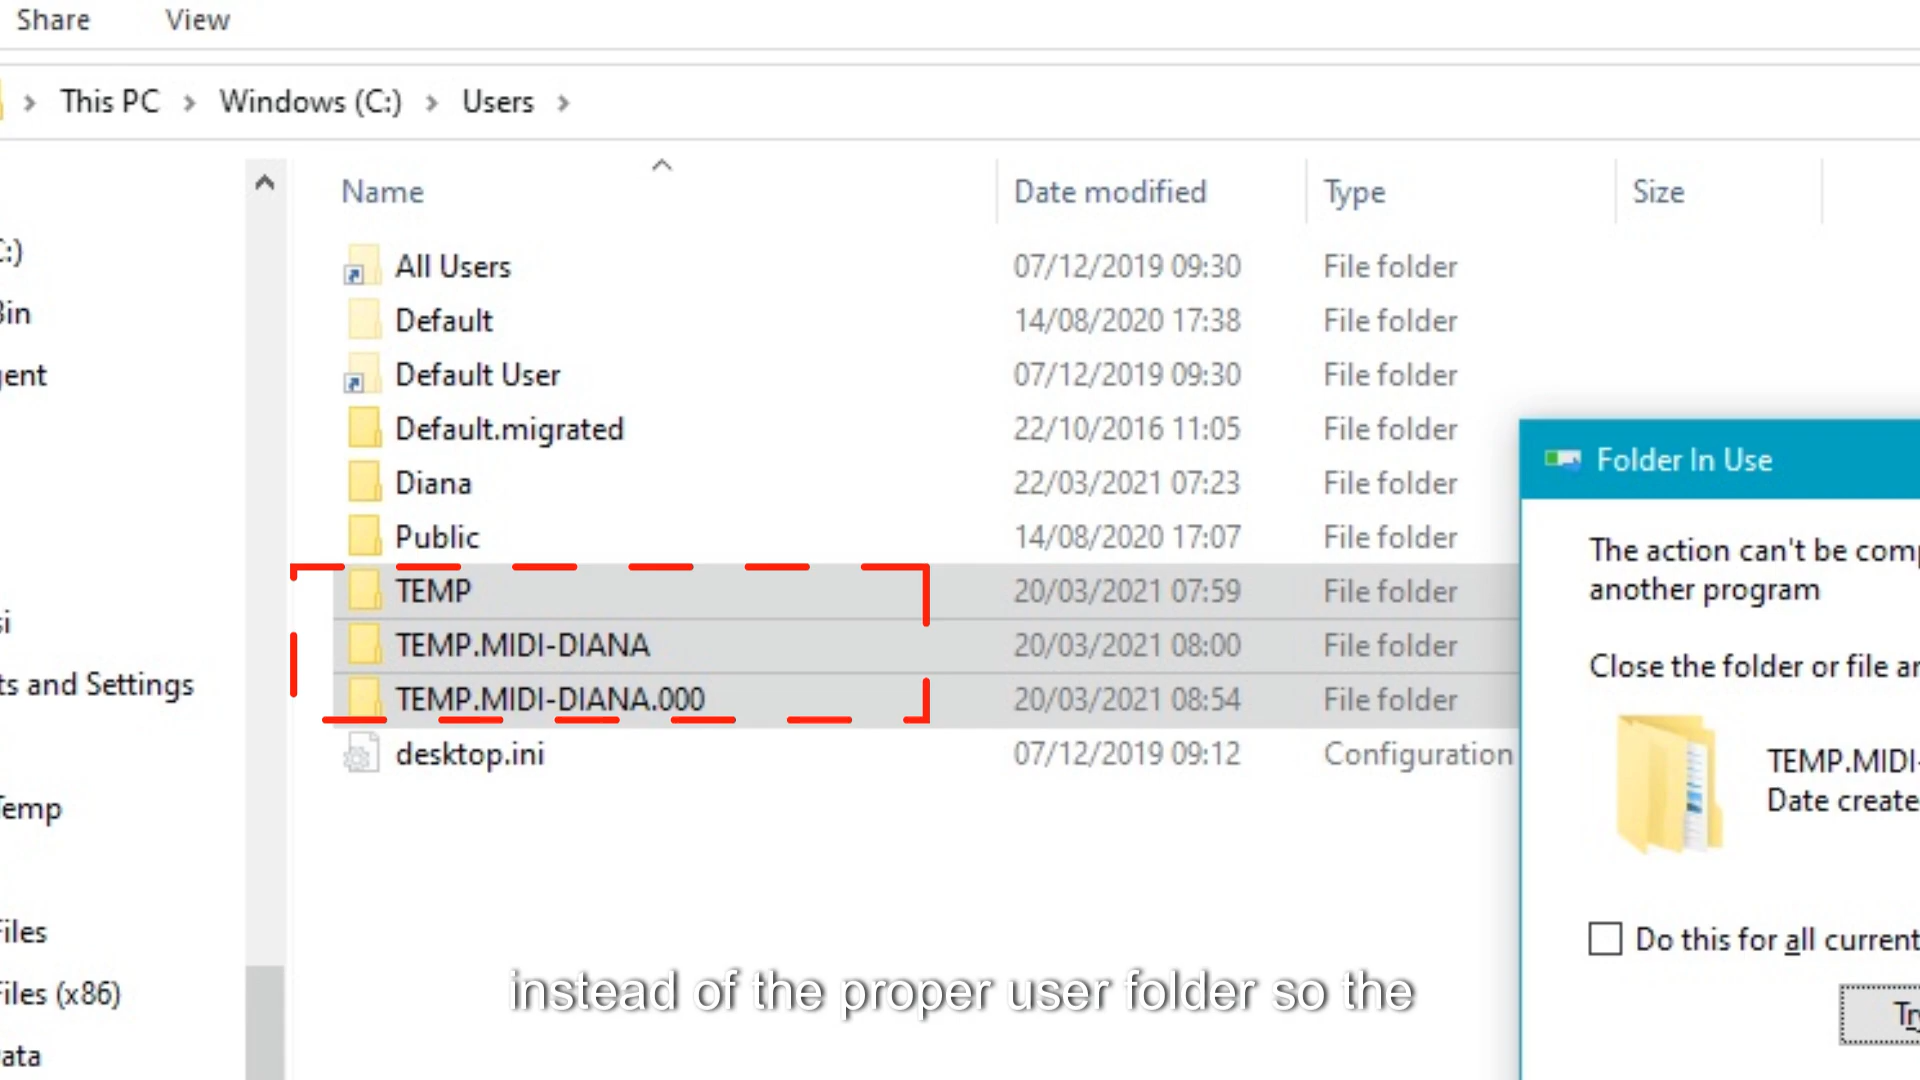 Share View
This PC > Windows (C:) > Users >
Name Date modified Type Size
All Users 07/12/2019 09:30 File folder
Default 14/08/2020 17:38 File folder
Default User 07/12/2019 09:30 File folder
Default.migrated 22/10/2016 11:05 File folder
Diana 22/03/2021 07:23 File folder
Public 14/08/2020 17:07 File folder
TEMP 20/03/2021 07:59 File folder
TEMP.MIDI-DIANA 20/03/2021 08:00 File folder
TEMP.MIDI-DIANA.000 20/03/2021 08:54 File folder
desktop.ini 07/12/2019 09:12 Configuration
:)
in
ent
ts and Settings
Temp
Files
Files (x86)
ata
Folder In Use
The action can't be comp
another program
Close the folder or file an
TEMP.MIDI-
Date create
Do this for all current
Try
instead of the proper user folder so the